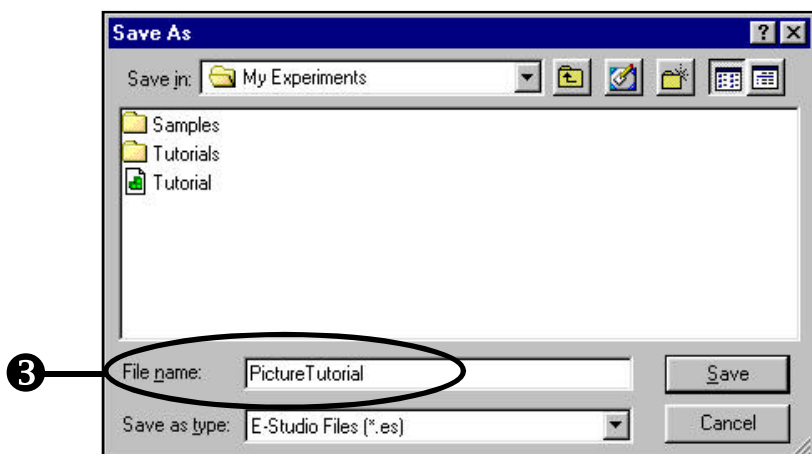 Save As
Save in: My Experiments
Samples
Tutorials
Tutorial
3
File name: PictureTutorial Save
Save as type: E-Studio Files (*.es) Cancel